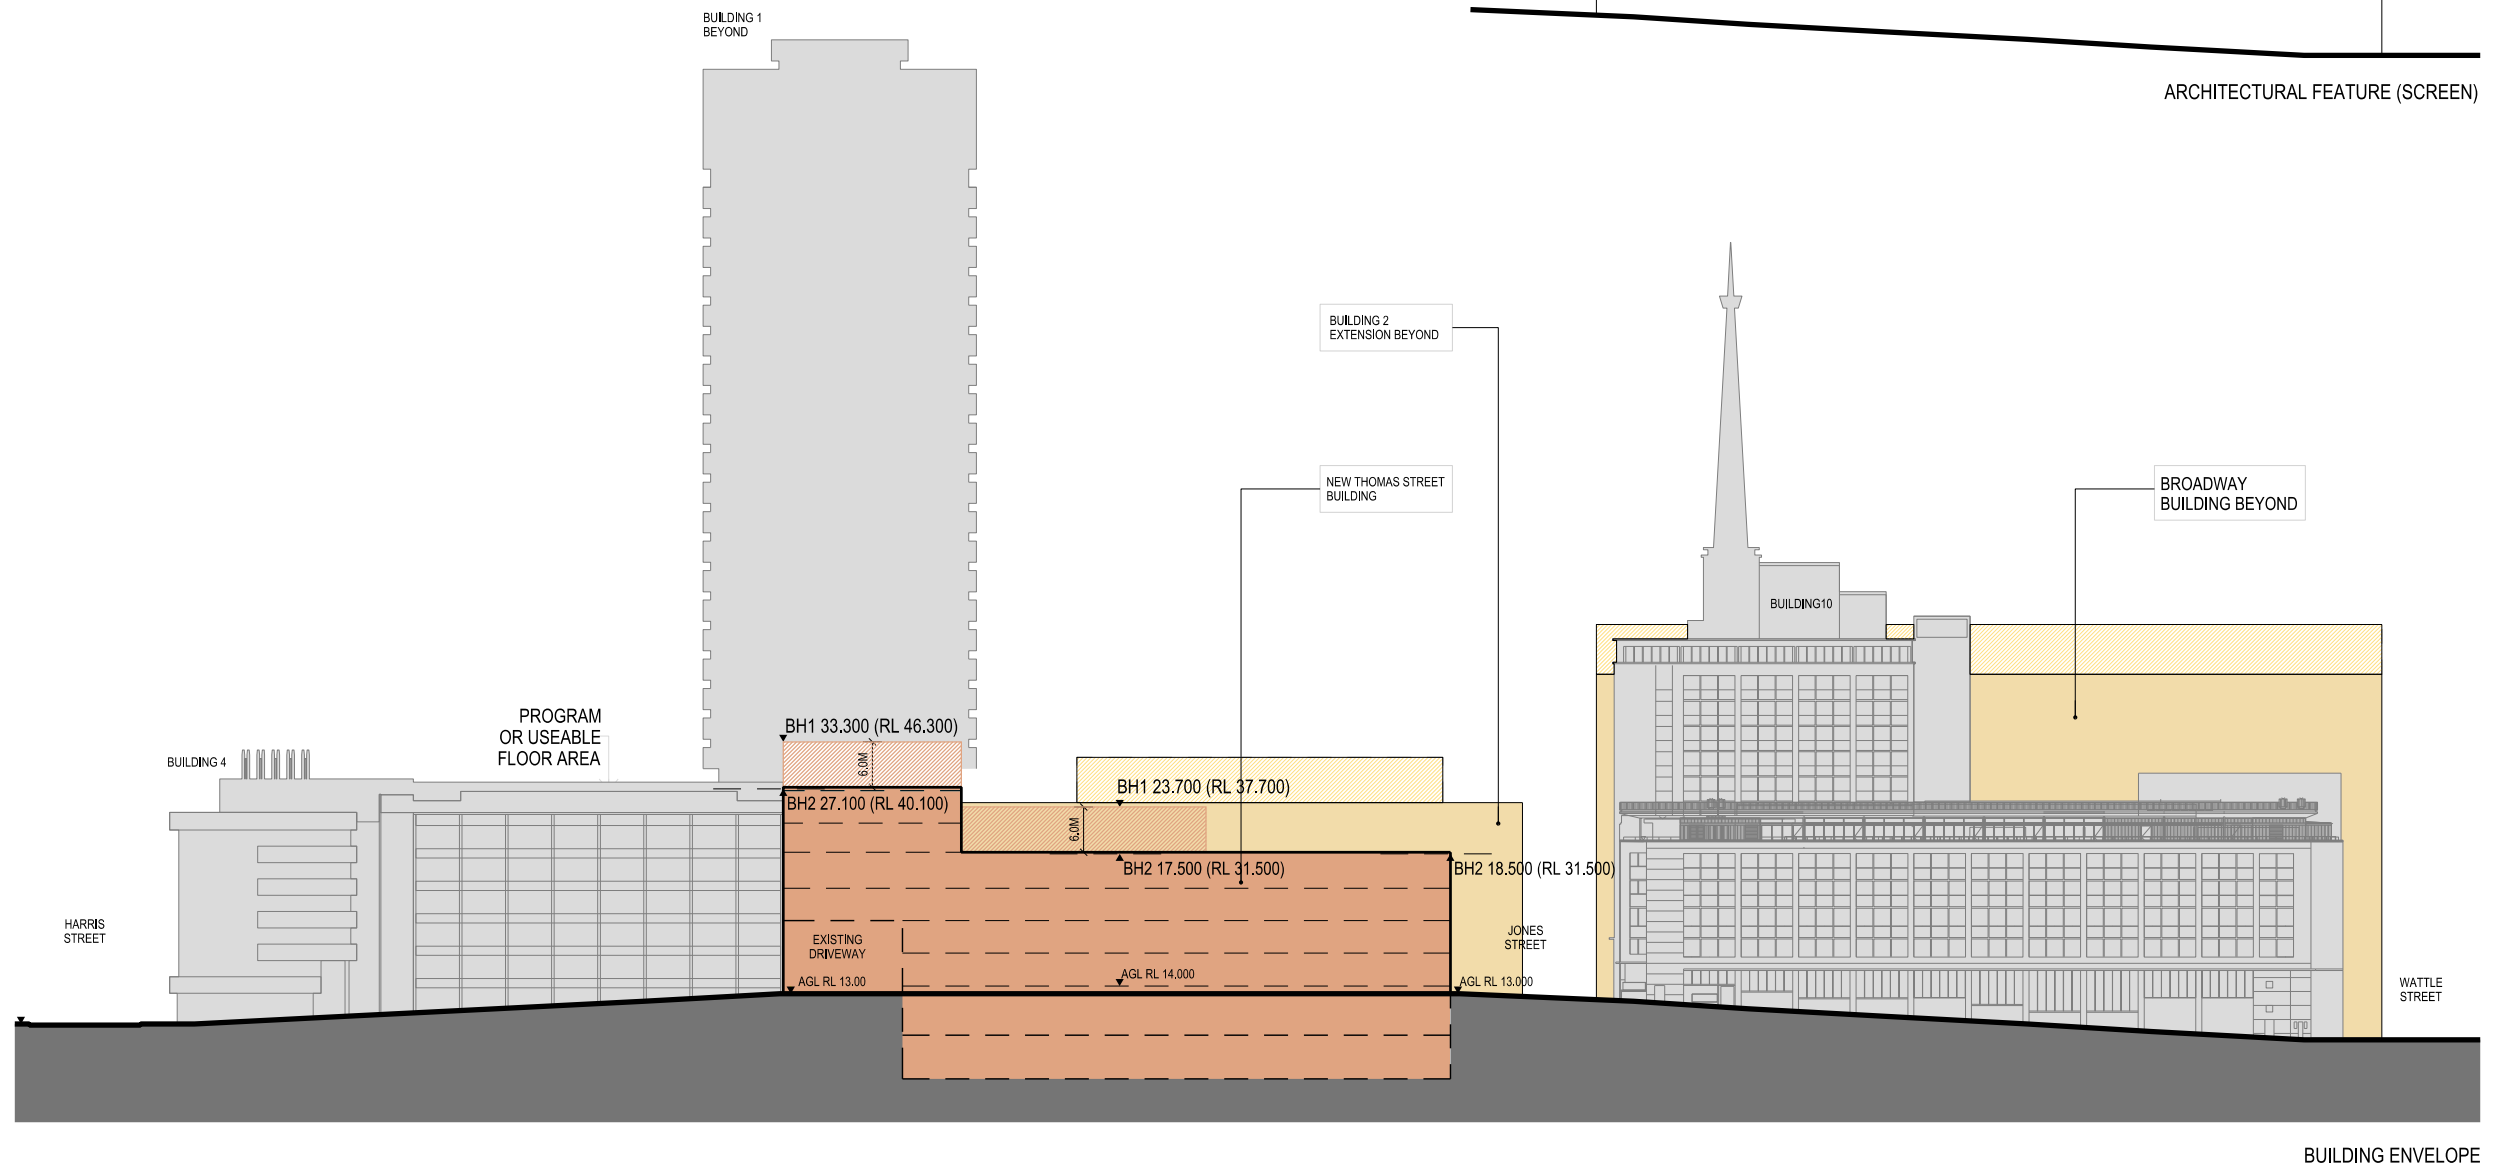 BUILDING 1
BEYOND
ARCHITECTURAL FEATURE (SCREEN)
BUILDING 2
EXTENSION BEYOND
NEW THOMAS STREET
BUILDING
BROADWAY
BUILDING BEYOND
BUILDING10
PROGRAM
OR USEABLE
FLOOR AREA
BH1 33.300 (RL 46.300)
6.0M
BUILDING 4
BH1 23.700 (RL 37.700)
BH2 27.100 (RL 40.100)
6.0M
BH2 17.500 (RL 31.500)
BH2 18.500 (RL 31.500)
HARRIS
STREET
EXISTING
DRIVEWAY
JONES
STREET
AGL RL 13.00
AGL RL 14.000
AGL RL 13.000
WATTLE
STREET
BUILDING ENVELOPE